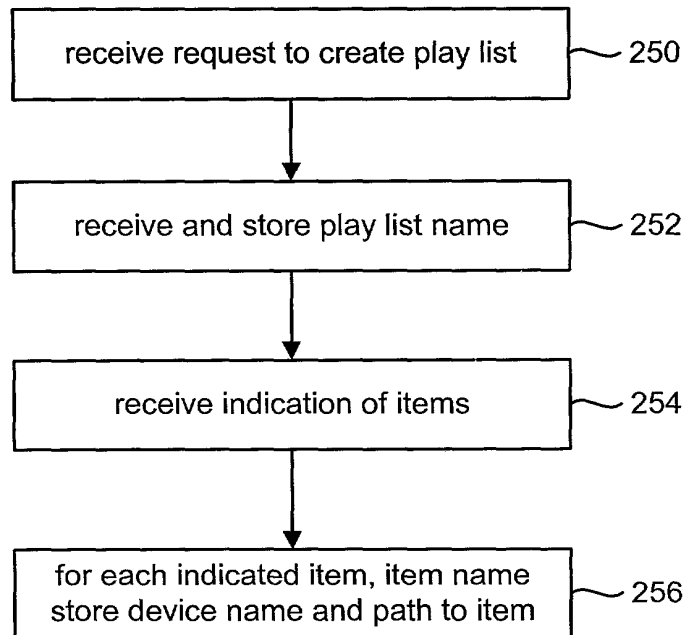 receive request to create play list 250
receive and store play list name 252
receive indication of items 254
for each indicated item, item name
store device name and path to item 256